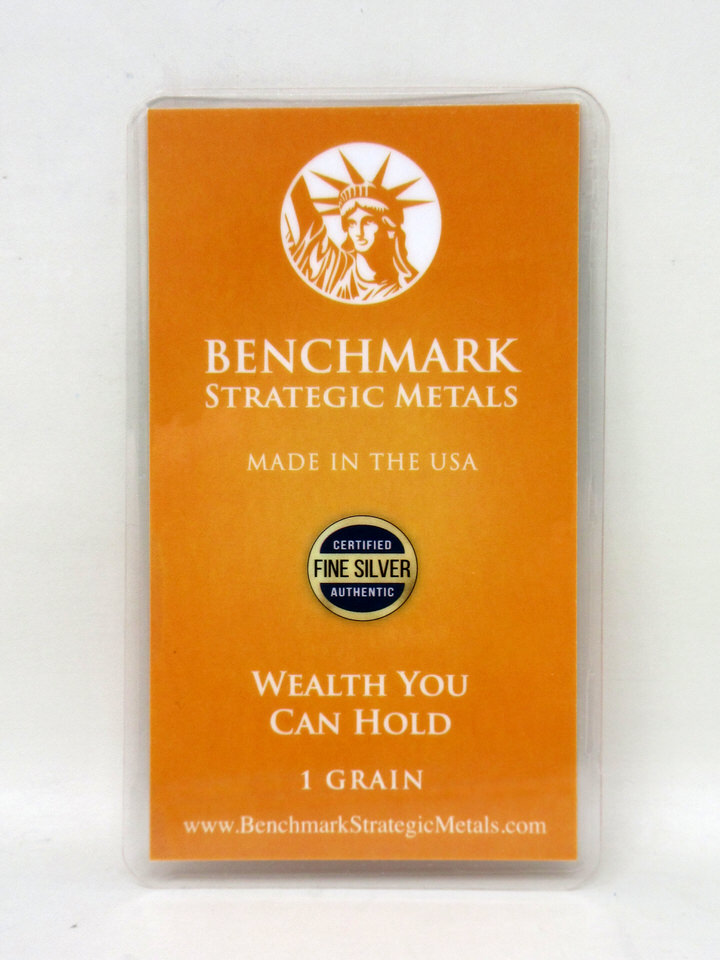 BENCHMARK
STRATEGIC METALS
MADE IN THE USA
CERTIFIED
FINE SILVER
AUTHENTIC
WEALTH YOU
CAN HOLD
1 GRAIN
www.BenchmarkStrategicMetals.com